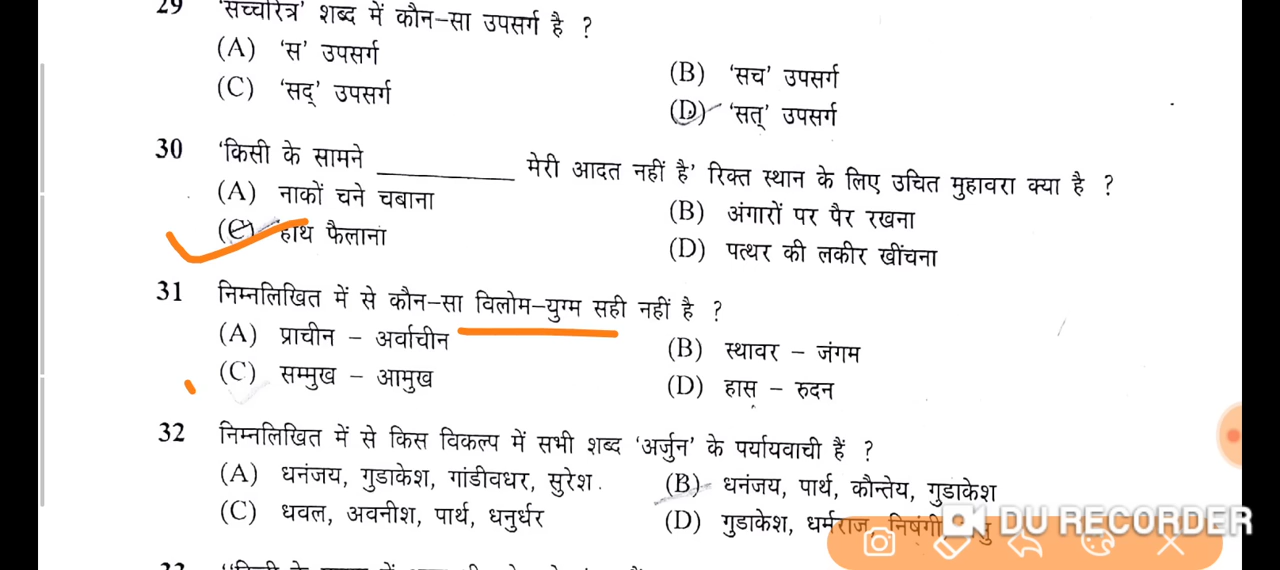 29 'सच्चरित्र' शब्द में कौन-सा उपसर्ग है ?
(A) 'स' उपसर्ग
(B) 'सच' उपसर्ग
(C) 'सद्' उपसर्ग
(D) 'सत्' उपसर्ग
30 'किसी के सामने __________ मेरी आदत नहीं है' रिक्त स्थान के लिए उचित मुहावरा क्या है ?
(A) नाकों चने चबाना
(B) अंगारों पर पैर रखना
(C) हाथ फैलाना
(D) पत्थर की लकीर खींचना
31 निम्नलिखित में से कौन-सा विलोम-युग्म सही नहीं है ?
(A) प्राचीन - अर्वाचीन
(B) स्थावर - जंगम
(C) सम्मुख - आमुख
(D) हास - रुदन
32 निम्नलिखित में से किस विकल्प में सभी शब्द 'अर्जुन' के पर्यायवाची हैं ?
(A) धनंजय, गुडाकेश, गांडीवधर, सुरेश.
(B) धनंजय, पार्थ, कौन्तेय, गुडाकेश
(C) धवल, अवनीश, पार्थ, धनुर्धर
(D) गुडाकेश, धर्मराज, निषंगी,
DU RECORDER
33